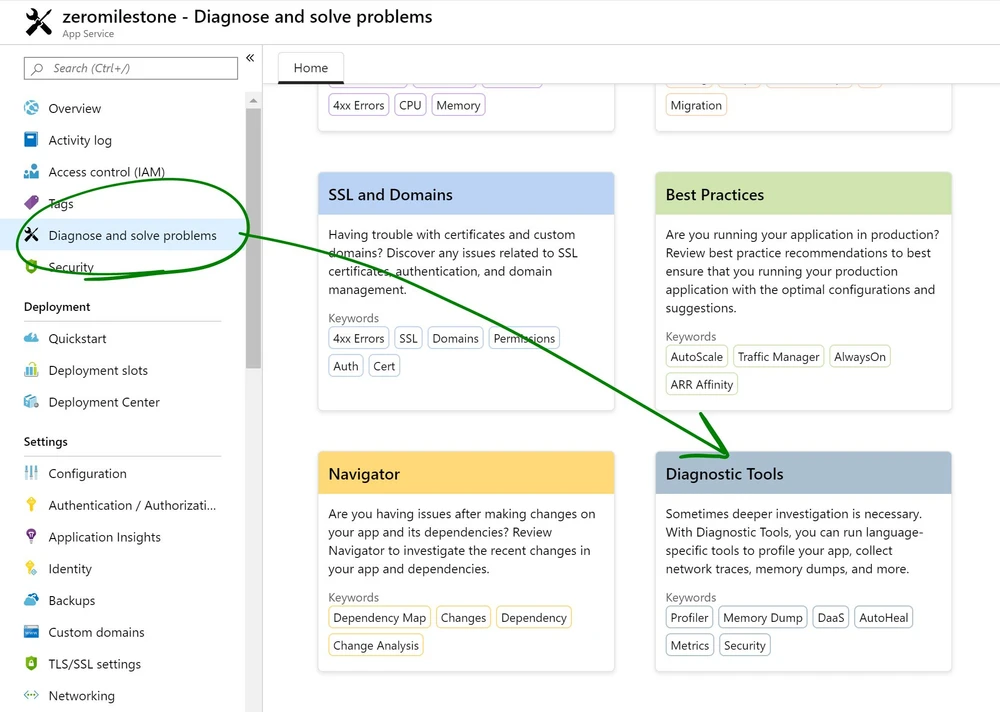 zeromilestone - Diagnose and solve problems
App Service
Search (Ctrl+/)
«
Overview
Activity log
Access control (IAM)
Tags
Diagnose and solve problems
Security
Deployment
Quickstart
Deployment slots
Deployment Center
Settings
Configuration
Authentication / Authorizati...
Application Insights
Identity
Backups
Custom domains
TLS/SSL settings
Networking
Home
4xx Errors CPU Memory
Migration
SSL and Domains
Having trouble with certificates and custom
domains? Discover any issues related to SSL
certificates, authentication, and domain
management.
Keywords
4xx Errors SSL Domains Permissions
Auth Cert
Best Practices
Are you running your application in production?
Review best practice recommendations to best
ensure that you running your production
application with the optimal configurations and
suggestions.
Keywords
AutoScale Traffic Manager AlwaysOn
ARR Affinity
Navigator
Are you having issues after making changes on
your app and its dependencies? Review
Navigator to investigate the recent changes in
your app and dependencies.
Keywords
Dependency Map Changes Dependency
Change Analysis
Diagnostic Tools
Sometimes deeper investigation is necessary.
With Diagnostic Tools, you can run language-
specific tools to profile your app, collect
network traces, memory dumps, and more.
Keywords
Profiler Memory Dump DaaS AutoHeal
Metrics Security